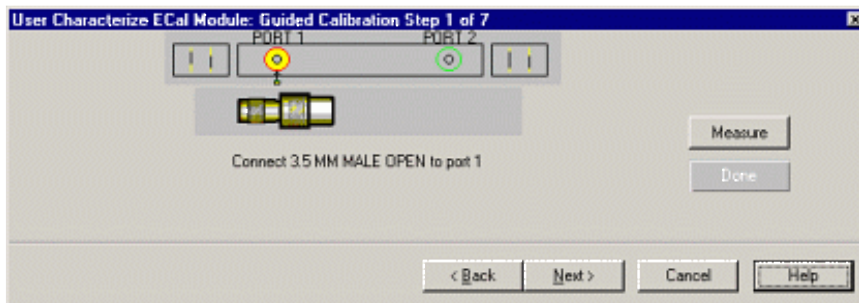 User Characterize ECal Module: Guided Calibration Step 1 of 7
PORT 1 PORT 2
Connect 3.5 MM MALE OPEN to port 1
Measure
Done
< Back Next > Cancel Help